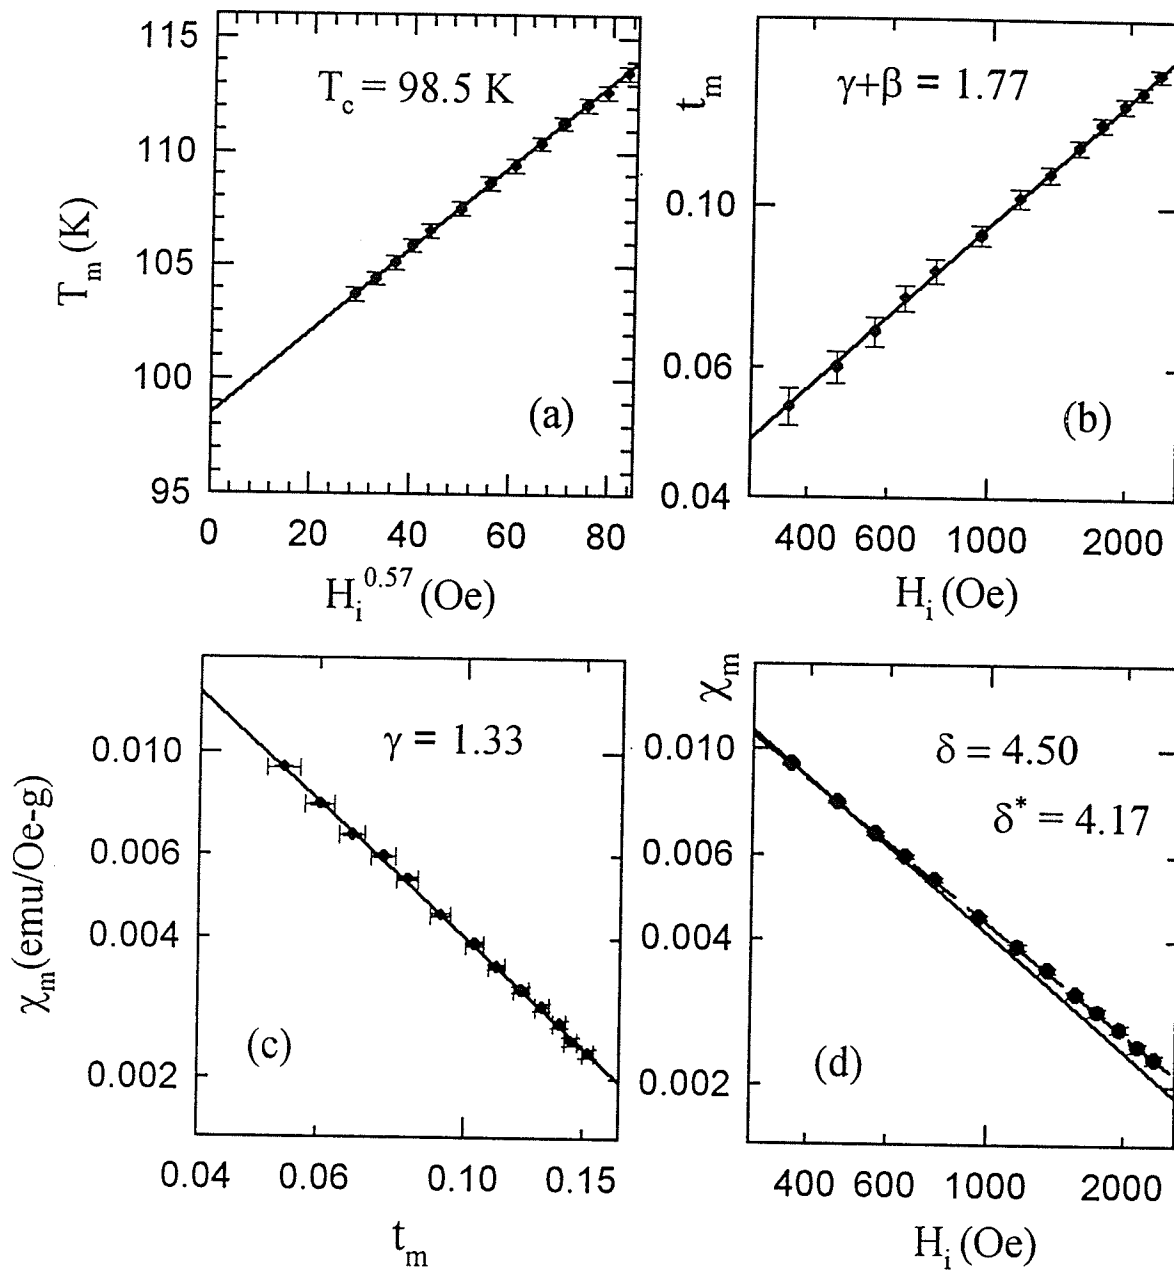 115
110
105
100
95
T_m (K)
T_c = 98.5 K
(a)
0 20 40 60 80
H_i^0.57 (Oe)
t_m
0.10
0.06
0.04
γ+β = 1.77
(b)
400 600 1000 2000
H_i (Oe)
χ_m (emu/Oe-g)
0.010
0.006
0.004
0.002
γ = 1.33
(c)
0.04 0.06 0.10 0.15
t_m
χ_m
0.010
0.006
0.004
0.002
δ = 4.50
δ* = 4.17
(d)
400 600 1000 2000
H_i (Oe)